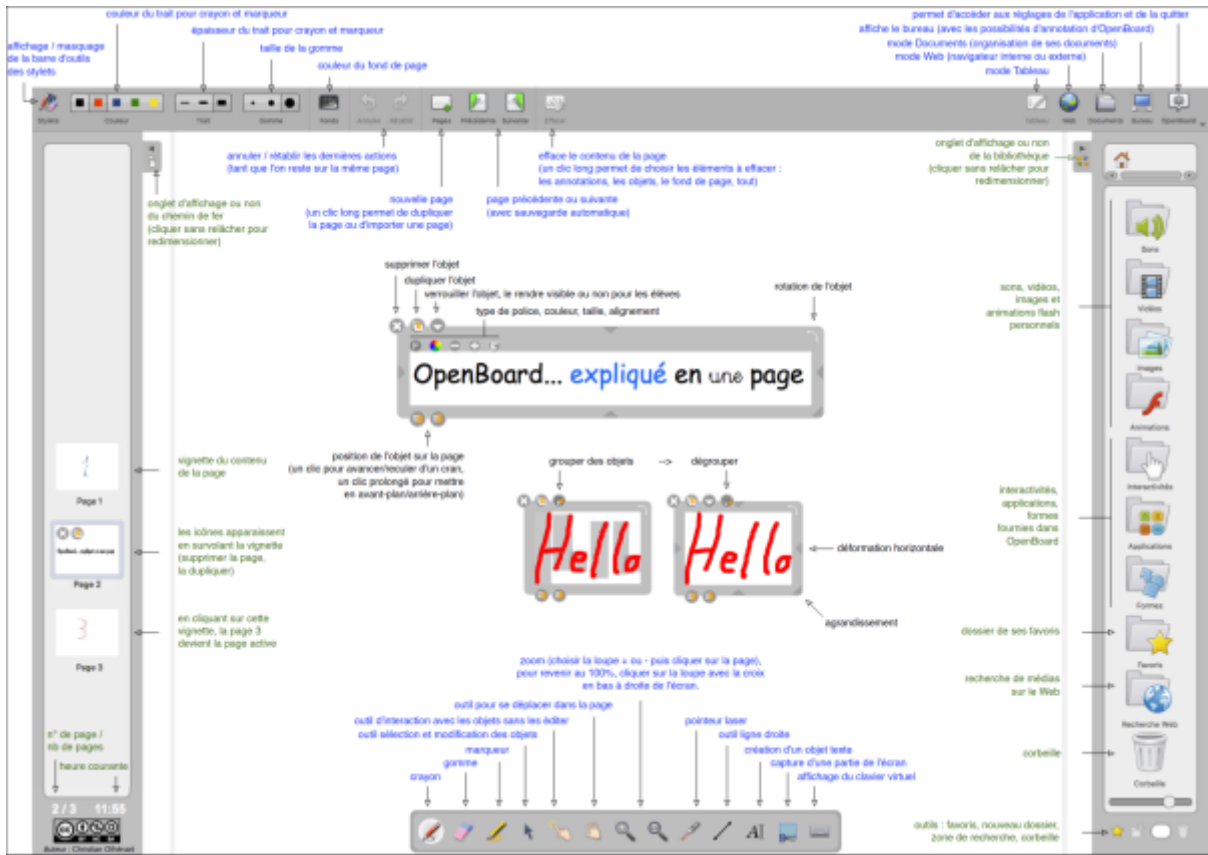 couleur du trait pour crayon et marqueur
épaisseur du trait pour crayon et marqueur
taille de la gomme
couleur du fond de page
affichage / masquage
de la barre d'outils
des stylets
permet d'accéder aux réglages de l'application et de la quitter
affiche le bureau (avec les possibilités d'annotation d'OpenBoard)
mode Documents (organisation de ses documents)
mode Web (navigateur interne ou externe)
mode Tableau
Stylets
Couleur
Trait
Gomme
Fonds
Annuler
Rétablir
Pages
Précédente
Suivante
Effacer
Tableau
Web
Documents
Bureau
OpenBoard
annuler / rétablir les dernières actions
(tant que l'on reste sur la même page)
efface le contenu de la page
(un clic long permet de choisir les éléments à effacer :
les annotations, les objets, le fond de page, tout)
onglet d'affichage ou non
de la bibliothèque
(cliquer sans relâcher pour
redimensionner)
onglet d'affichage ou non
du chemin de fer
(cliquer sans relâcher pour
redimensionner)
nouvelle page
(un clic long permet de dupliquer
la page ou d'importer une page)
page précédente ou suivante
(avec sauvegarde automatique)
supprimer l'objet
dupliquer l'objet
verrouiller l'objet, le rendre visible ou non pour les élèves
type de police, couleur, taille, alignement
rotation de l'objet
OpenBoard... expliqué en une page
position de l'objet sur la page
(un clic pour avancer/reculer d'un cran,
un clic prolongé pour mettre
en avant-plan/arrière-plan)
grouper des objets --> dégrouper
Hello
Hello
déformation horizontale
agrandissement
sons, vidéos,
images et
animations flash
personnels
interactivités,
applications,
formes
fournies dans
OpenBoard
dossier de ses favoris
recherche de médias
sur le Web
corbeille
outils : favoris, nouveau dossier,
zone de recherche, corbeille
Sons
Vidéos
Images
Animations
Interactivités
Applications
Formes
Favoris
Recherche Web
Corbeille
1
Page 1
vignette du contenu
de la page
Page 2
les icônes apparaissent
en survolant la vignette
(supprimer la page,
la dupliquer)
3
Page 3
en cliquant sur cette
vignette, la page 3
devient la page active
n° de page /
nb de pages
heure courante
2 / 3 11:55
Auteur : Christian Oihénart
zoom (choisir la loupe + ou - puis cliquer sur la page),
pour revenir au 100%, cliquer sur la loupe avec la croix
en bas à droite de l'écran.
outil pour se déplacer dans la page
outil d'interaction avec les objets sans les éditer
outil sélection et modification des objets
marqueur
gomme
crayon
pointeur laser
outil ligne droite
création d'un objet texte
capture d'une partie de l'écran
affichage du clavier virtuel